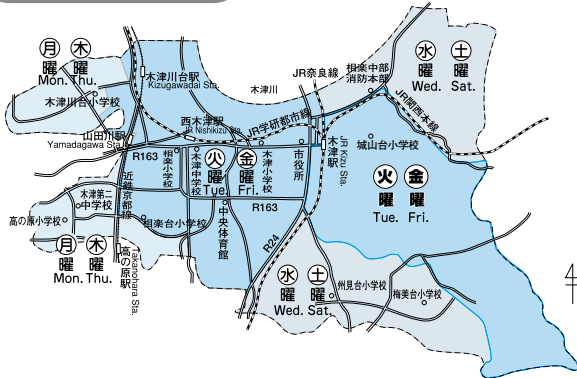 月曜 木曜
Mon. Thu.
木津川台小学校
木津川台駅
Kizugawadai Sta.
木津川
JR奈良線
相楽中部
消防本部
水曜 土曜
Wed. Sat.
JR関西本線
西木津駅
JR Nishikizu Sta.
JR学研都市線
山田川駅
Yamadagawa Sta.
R163
相楽小学校
木津中学校
火曜 金曜
Tue. Fri.
木津小学校
市役所
木津駅
JR Kizu Sta.
城山台小学校
火曜 金曜
Tue. Fri.
近鉄京都線
木津第二
中学校
高の原小学校
相楽台小学校
中央体育館
R163
R24
月曜 木曜
Mon. Thu.
高の原駅
Takanohara Sta.
水曜 土曜
Wed. Sat.
州見台小学校
梅美台小学校
4